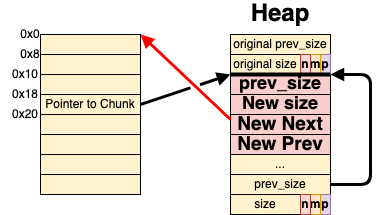 Heap
0x0
0x8
0x10
0x18
0x20
Pointer to Chunk
original prev_size
original size n m p
prev_size
New size
New Next
New Prev
...
prev_size
size n m p